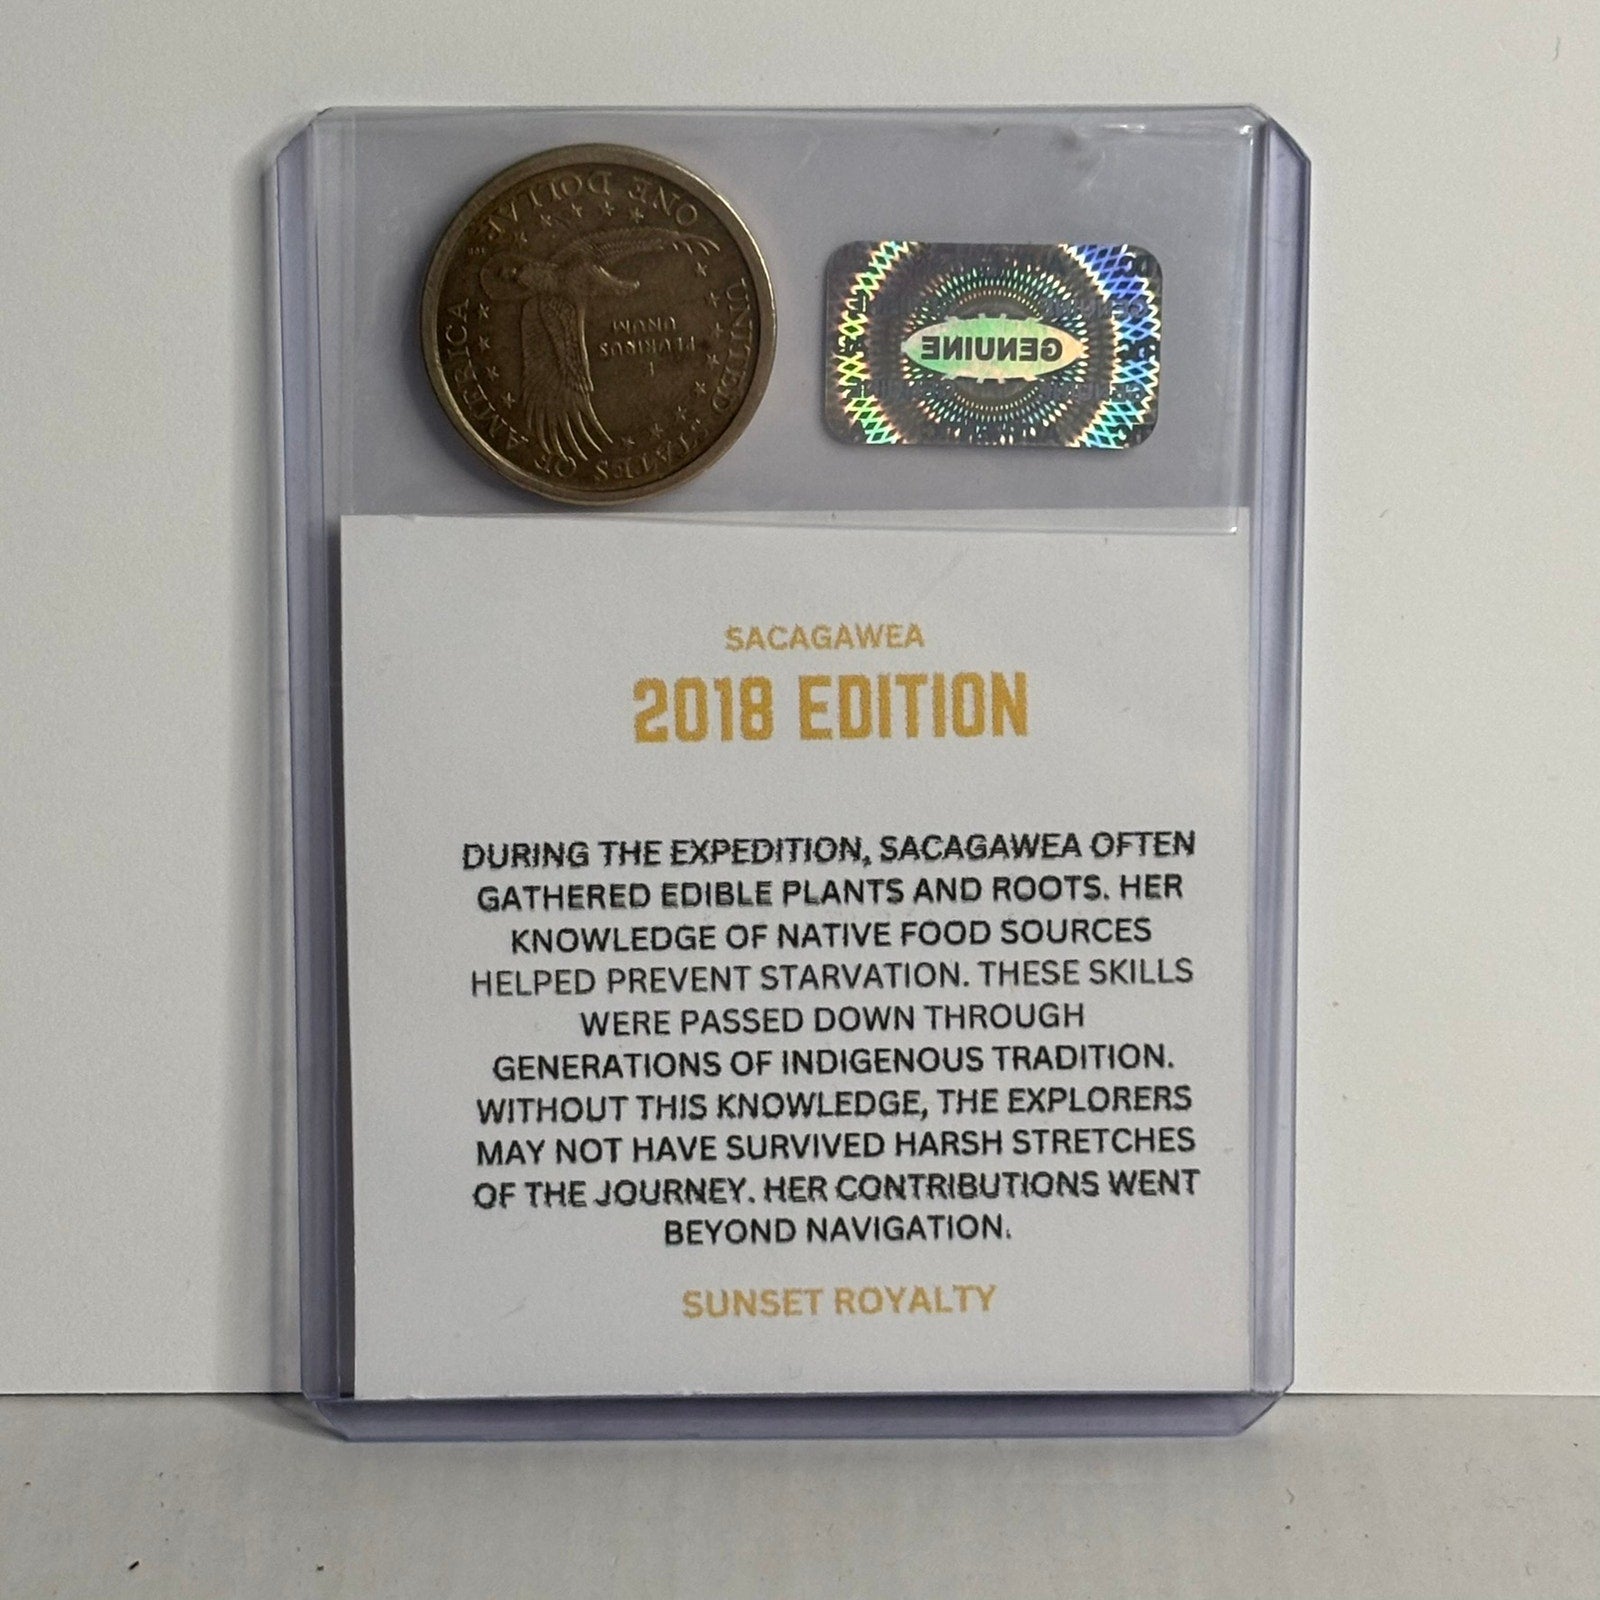 UNITED STATES OF AMERICA
ONE DOLLAR
E
PLURIBUS
UNUM
GENUINE
SACAGAWEA
2018 EDITION
DURING THE EXPEDITION, SACAGAWEA OFTEN
GATHERED EDIBLE PLANTS AND ROOTS. HER
KNOWLEDGE OF NATIVE FOOD SOURCES
HELPED PREVENT STARVATION. THESE SKILLS
WERE PASSED DOWN THROUGH
GENERATIONS OF INDIGENOUS TRADITION.
WITHOUT THIS KNOWLEDGE, THE EXPLORERS
MAY NOT HAVE SURVIVED HARSH STRETCHES
OF THE JOURNEY. HER CONTRIBUTIONS WENT
BEYOND NAVIGATION.
SUNSET ROYALTY